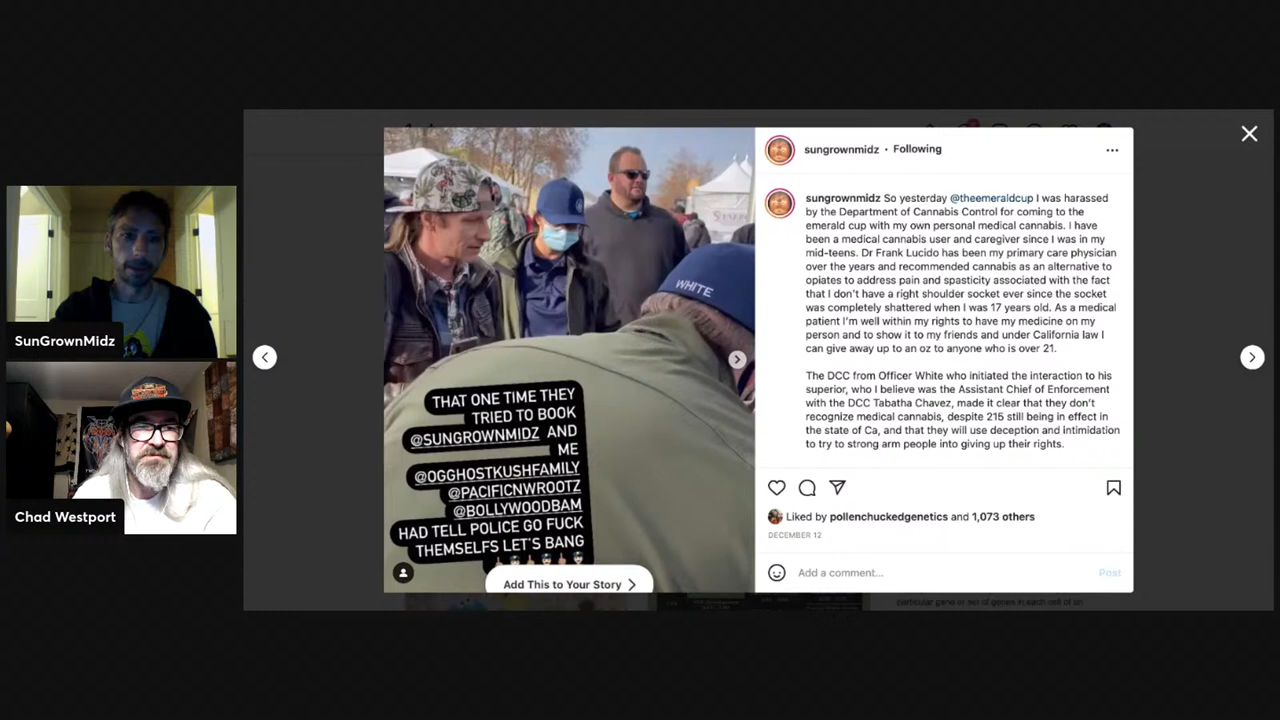 sungrownmidz • Following
sungrownmidz So yesterday @theemeraldcup I was harassed
by the Department of Cannabis Control for coming to the
emerald cup with my own personal medical cannabis. I have
been a medical cannabis user and caregiver since I was in my
mid-teens. Dr Frank Lucido has been my primary care physician
over the years and recommended cannabis as an alternative to
opiates to address pain and spasticity associated with the fact
that I don't have a right shoulder socket ever since the socket
was completely shattered when I was 17 years old. As a medical
patient I'm well within my rights to have my medicine on my
person and to show it to my friends and under California law I
can give away up to an oz to anyone who is over 21.
The DCC from Officer White who initiated the interaction to his
superior, who I believe was the Assistant Chief of Enforcement
with the DCC Tabatha Chavez, made it clear that they don't
recognize medical cannabis, despite 215 still being in effect in
the state of Ca, and that they will use deception and intimidation
to try to strong arm people into giving up their rights.
Liked by pollenchuckedgenetics and 1,073 others
DECEMBER 12
Add a comment...
Post
WHITE
THAT ONE TIME THEY
TRIED TO BOOK
@SUNGROWNMIDZ AND
ME
@OGGHOSTKUSHFAMILY
@PACIFICNWROOTZ
@BOLLYWOODBAM
HAD TELL POLICE GO FUCK
THEMSELFS LET'S BANG
Add This to Your Story
SunGrownMidz
Chad Westport